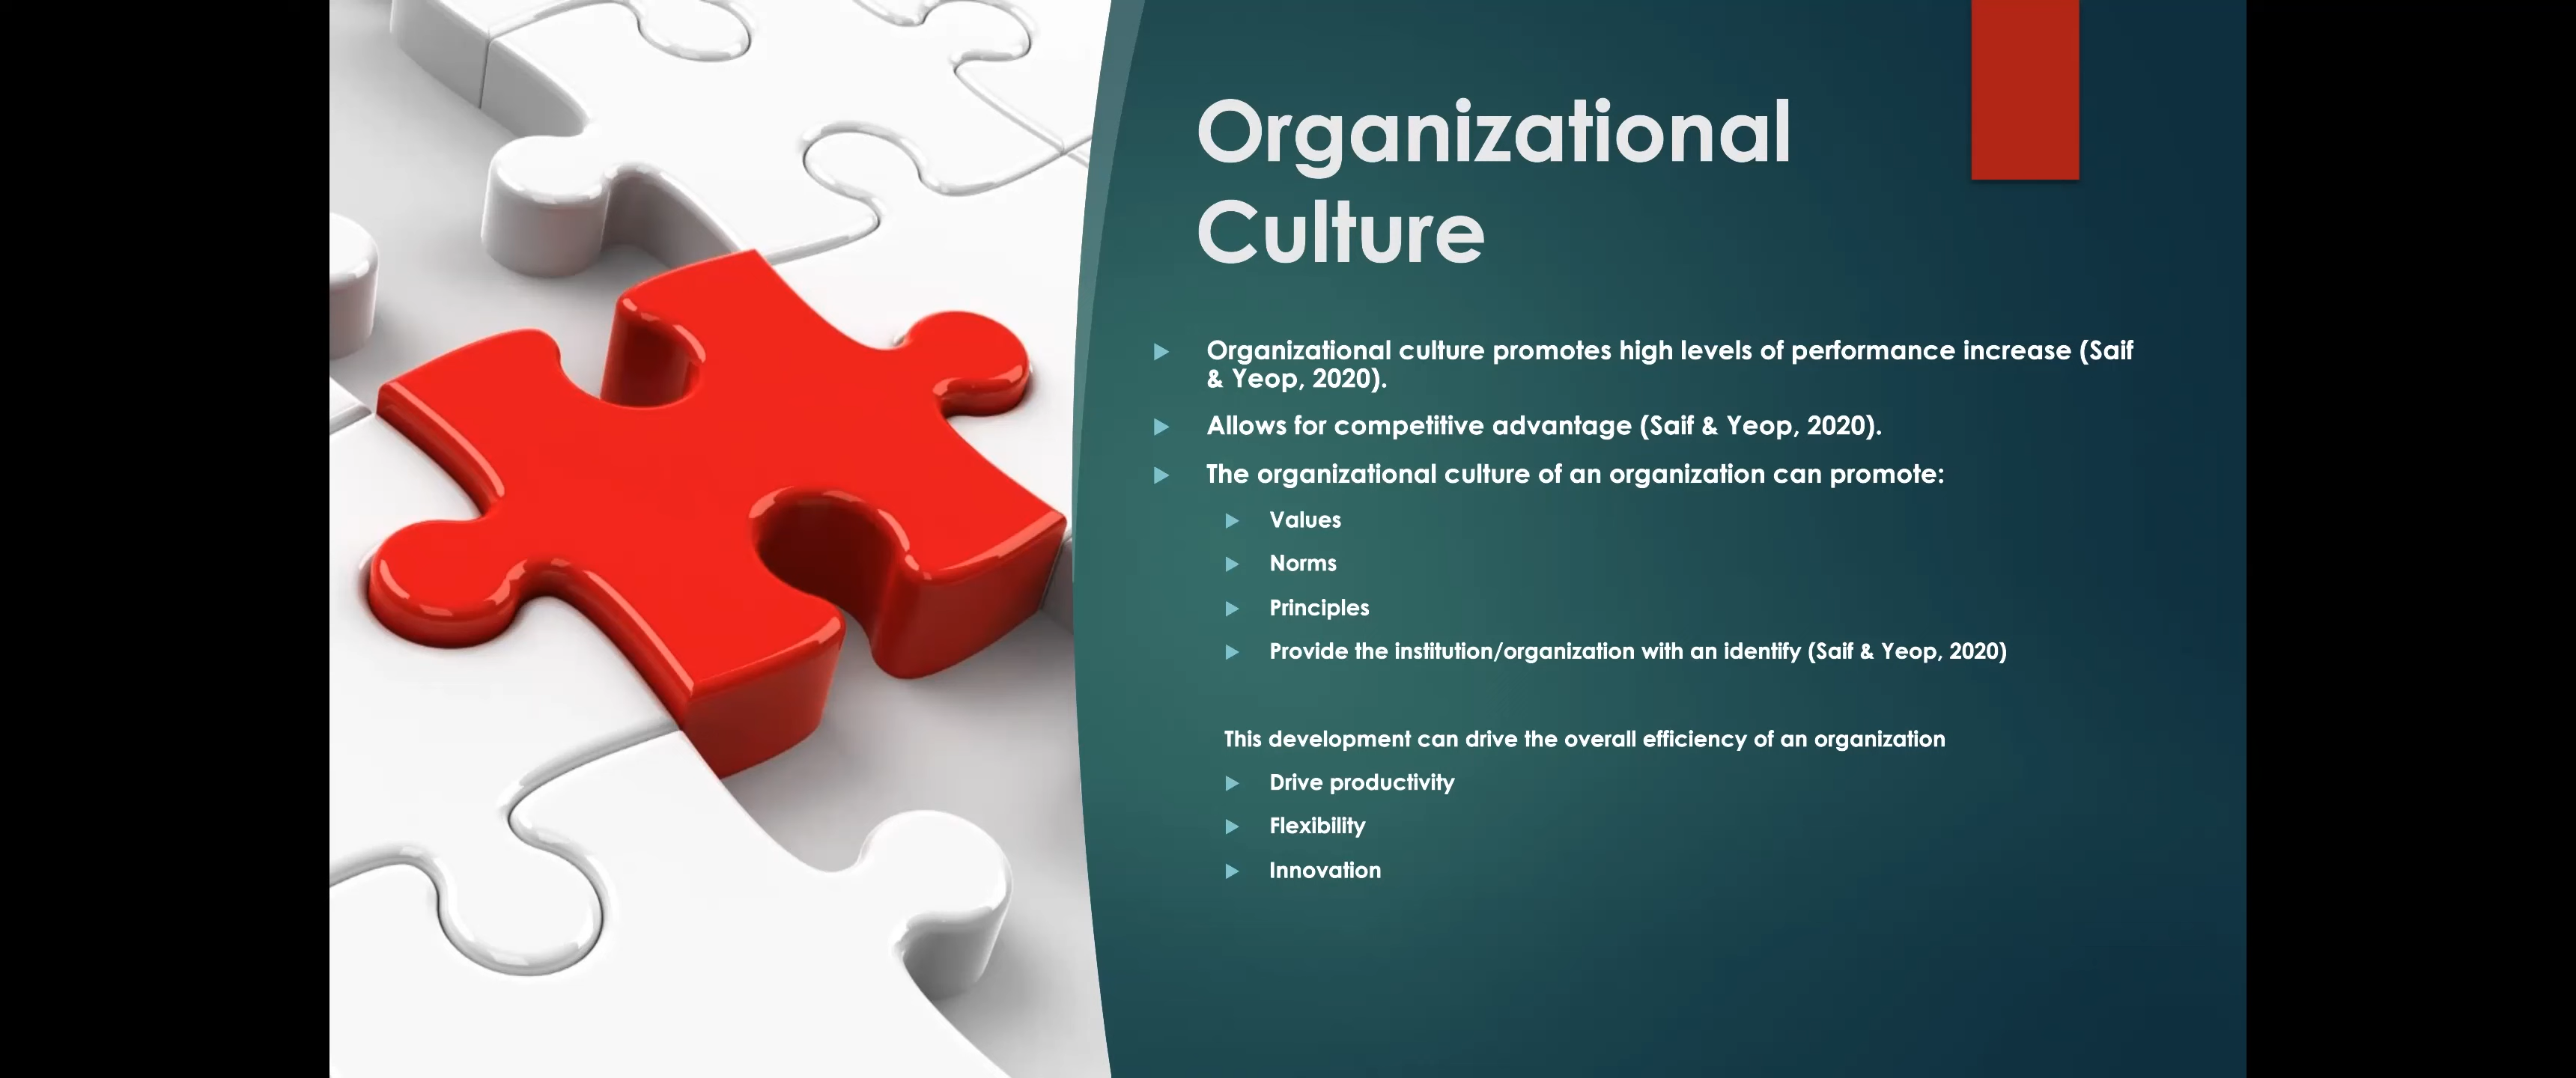 Organizational
Culture
Organizational culture promotes high levels of performance increase (Saif
& Yeop, 2020).
Allows for competitive advantage (Saif & Yeop, 2020).
The organizational culture of an organization can promote:
Values
Norms
Principles
Provide the institution/organization with an identify (Saif & Yeop, 2020)
This development can drive the overall efficiency of an organization
Drive productivity
Flexibility
Innovation